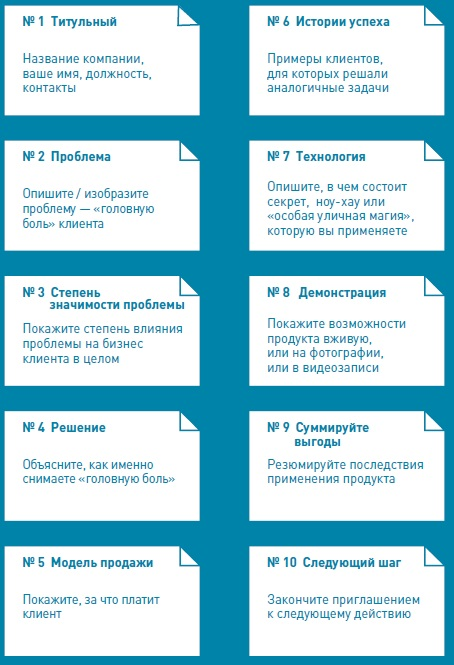 № 1 Титульный
Название компании,
ваше имя, должность,
контакты
№ 2 Проблема
Опишите / изобразите
проблему — «головную
боль» клиента
№ 3 Степень
значимости проблемы
Покажите степень влияния
проблемы на бизнес
клиента в целом
№ 4 Решение
Объясните, как именно
снимаете «головную боль»
№ 5 Модель продажи
Покажите, за что платит
клиент
№ 6 Истории успеха
Примеры клиентов,
для которых решали
аналогичные задачи
№ 7 Технология
Опишите, в чем состоит
секрет, ноу-хау или
«особая уличная магия»,
которую вы применяете
№ 8 Демонстрация
Покажите возможности
продукта вживую,
или на фотографии,
или в видеозаписи
№ 9 Суммируйте
выгоды
Резюмируйте последствия
применения продукта
№ 10 Следующий шаг
Закончите приглашением
к следующему действию